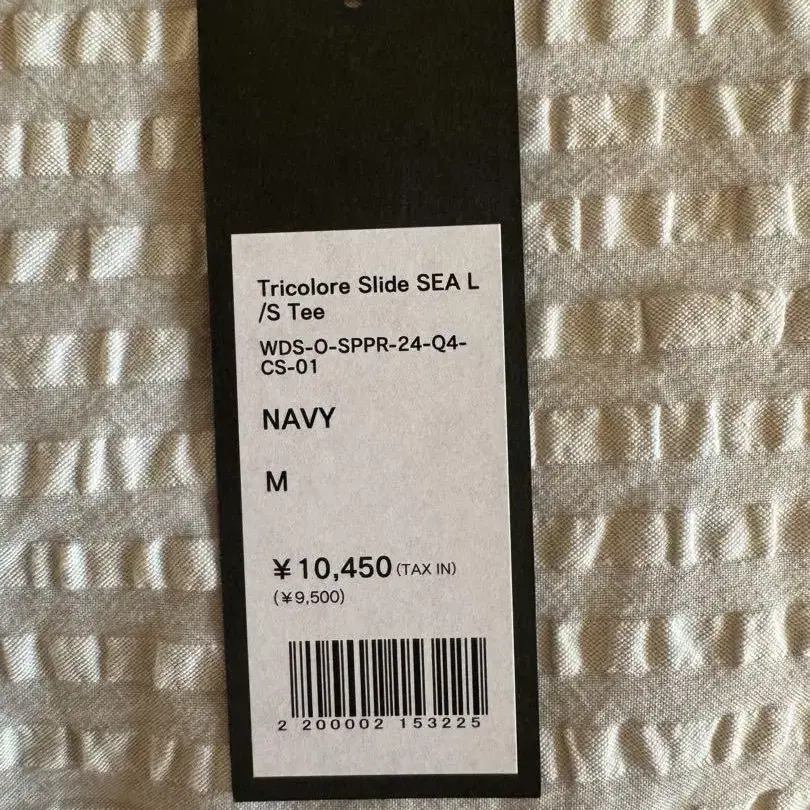 Tricolore Slide SEA L
/S Tee
WDS-O-SPPR-24-Q4-
CS-01
NAVY
M
¥10,450 (TAX IN)
(¥9,500)
2 200002 153225